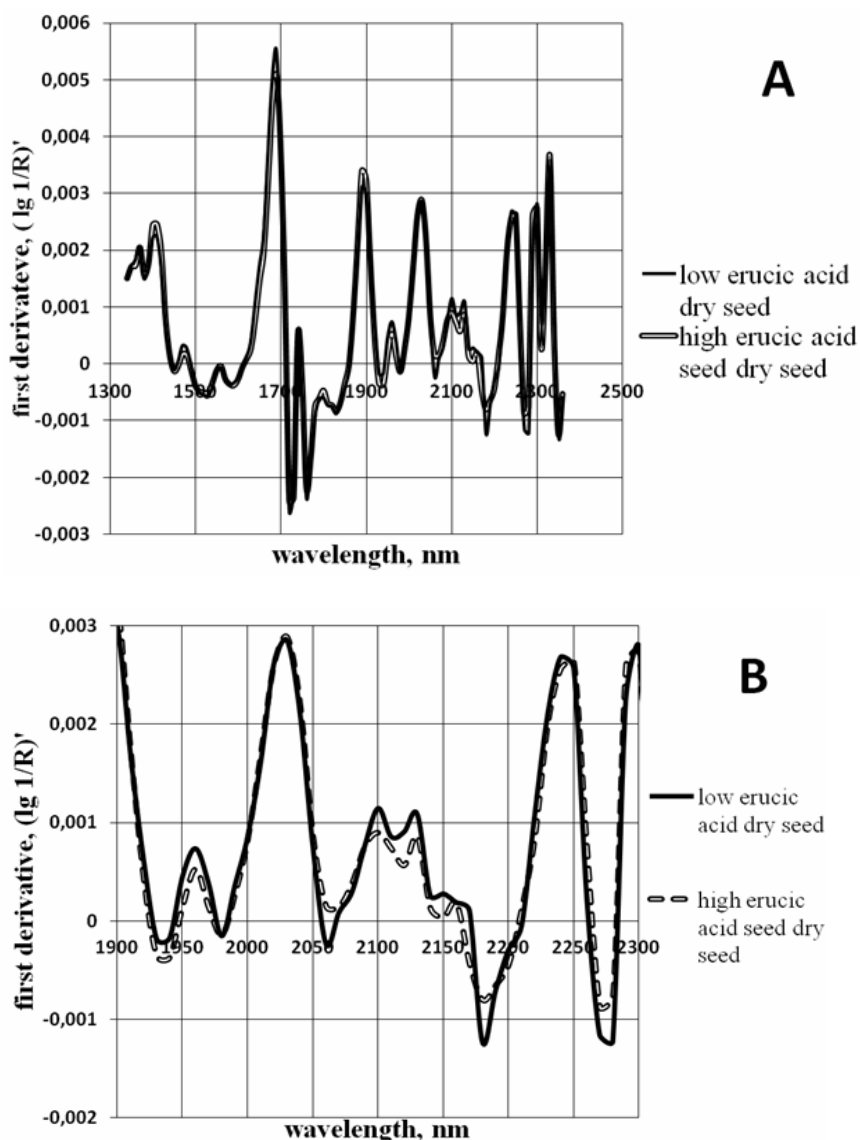 0,006
0,005
0,004
0,003
0,002
0,001
0
-0,001
-0,002
-0,003
first derivateve, ( lg 1/R)'
1300 1500 1700 1900 2100 2300 2500
wavelength, nm
A
low erucic acid
dry seed
high erucic acid
seed dry seed
0,003
0,002
0,001
0
-0,001
-0,002
first derivative, (lg 1/R)'
1900 1950 2000 2050 2100 2150 2200 2250 2300
wavelength, nm
B
low erucic
acid dry seed
high erucic
acid seed dry
seed